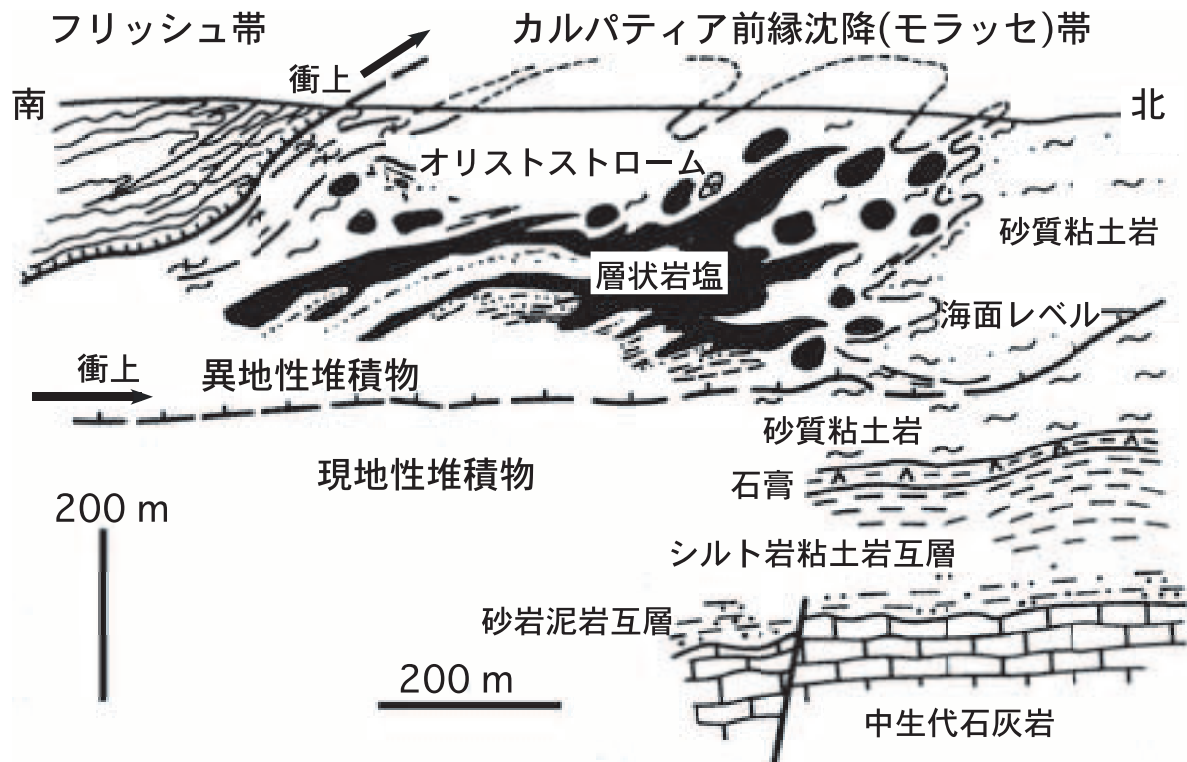 フリッシュ帯
カルパティア前縁沈降(モラッセ)帯
衝上
南
北
オリストストローム
砂質粘土岩
層状岩塩
海面レベル
衝上
異地性堆積物
砂質粘土岩
現地性堆積物
石膏
200 m
シルト岩粘土岩互層
砂岩泥岩互層
200 m
中生代石灰岩